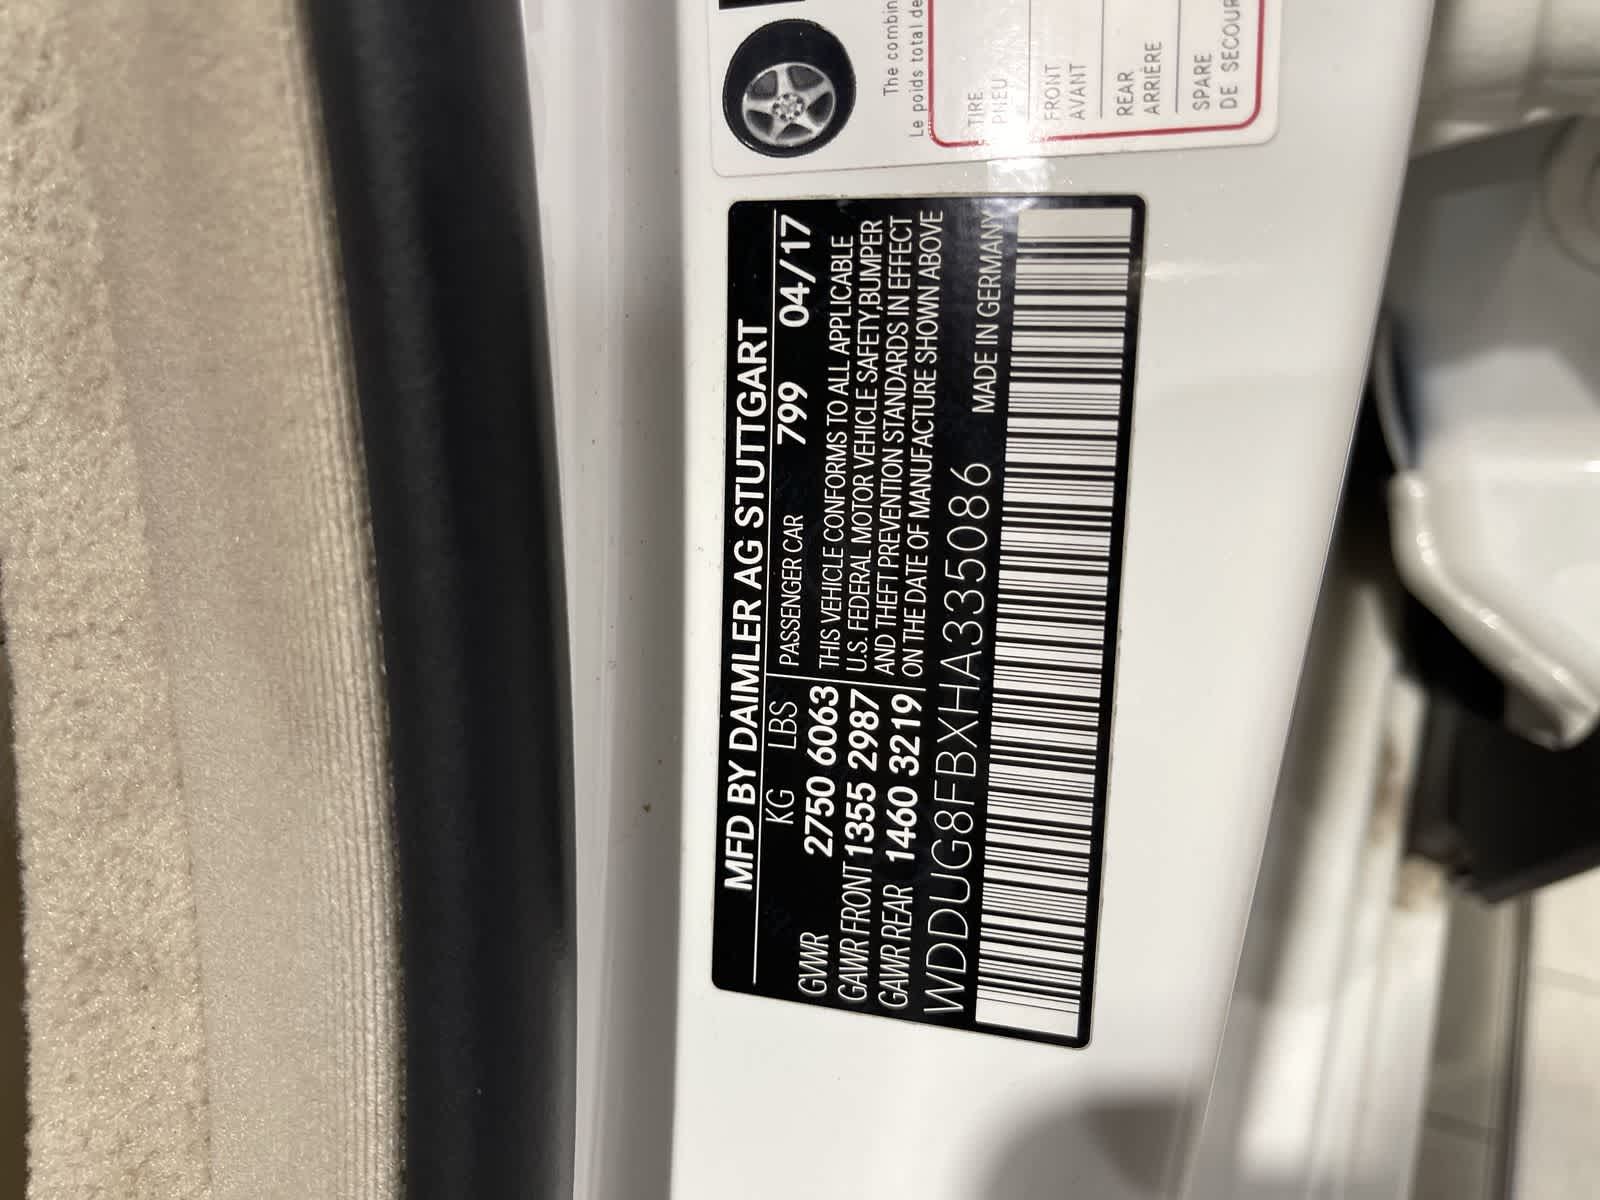 MFD BY DAIMLER AG STUTTGART
KG LBS PASSENGER CAR 799 04/17
GVWR 2750 6063
GAWR FRONT 1355 2987
GAWR REAR 1460 3219
THIS VEHICLE CONFORMS TO ALL APPLICABLE
U.S. FEDERAL MOTOR VEHICLE SAFETY,BUMPER
AND THEFT PREVENTION STANDARDS IN EFFECT
ON THE DATE OF MANUFACTURE SHOWN ABOVE
WDDUG8FBXHA335086 MADE IN GERMANY
The combin
Le poids total de
TIRE
PNEU
FRONT
AVANT
REAR
ARRIÈRE
SPARE
DE SECOUR